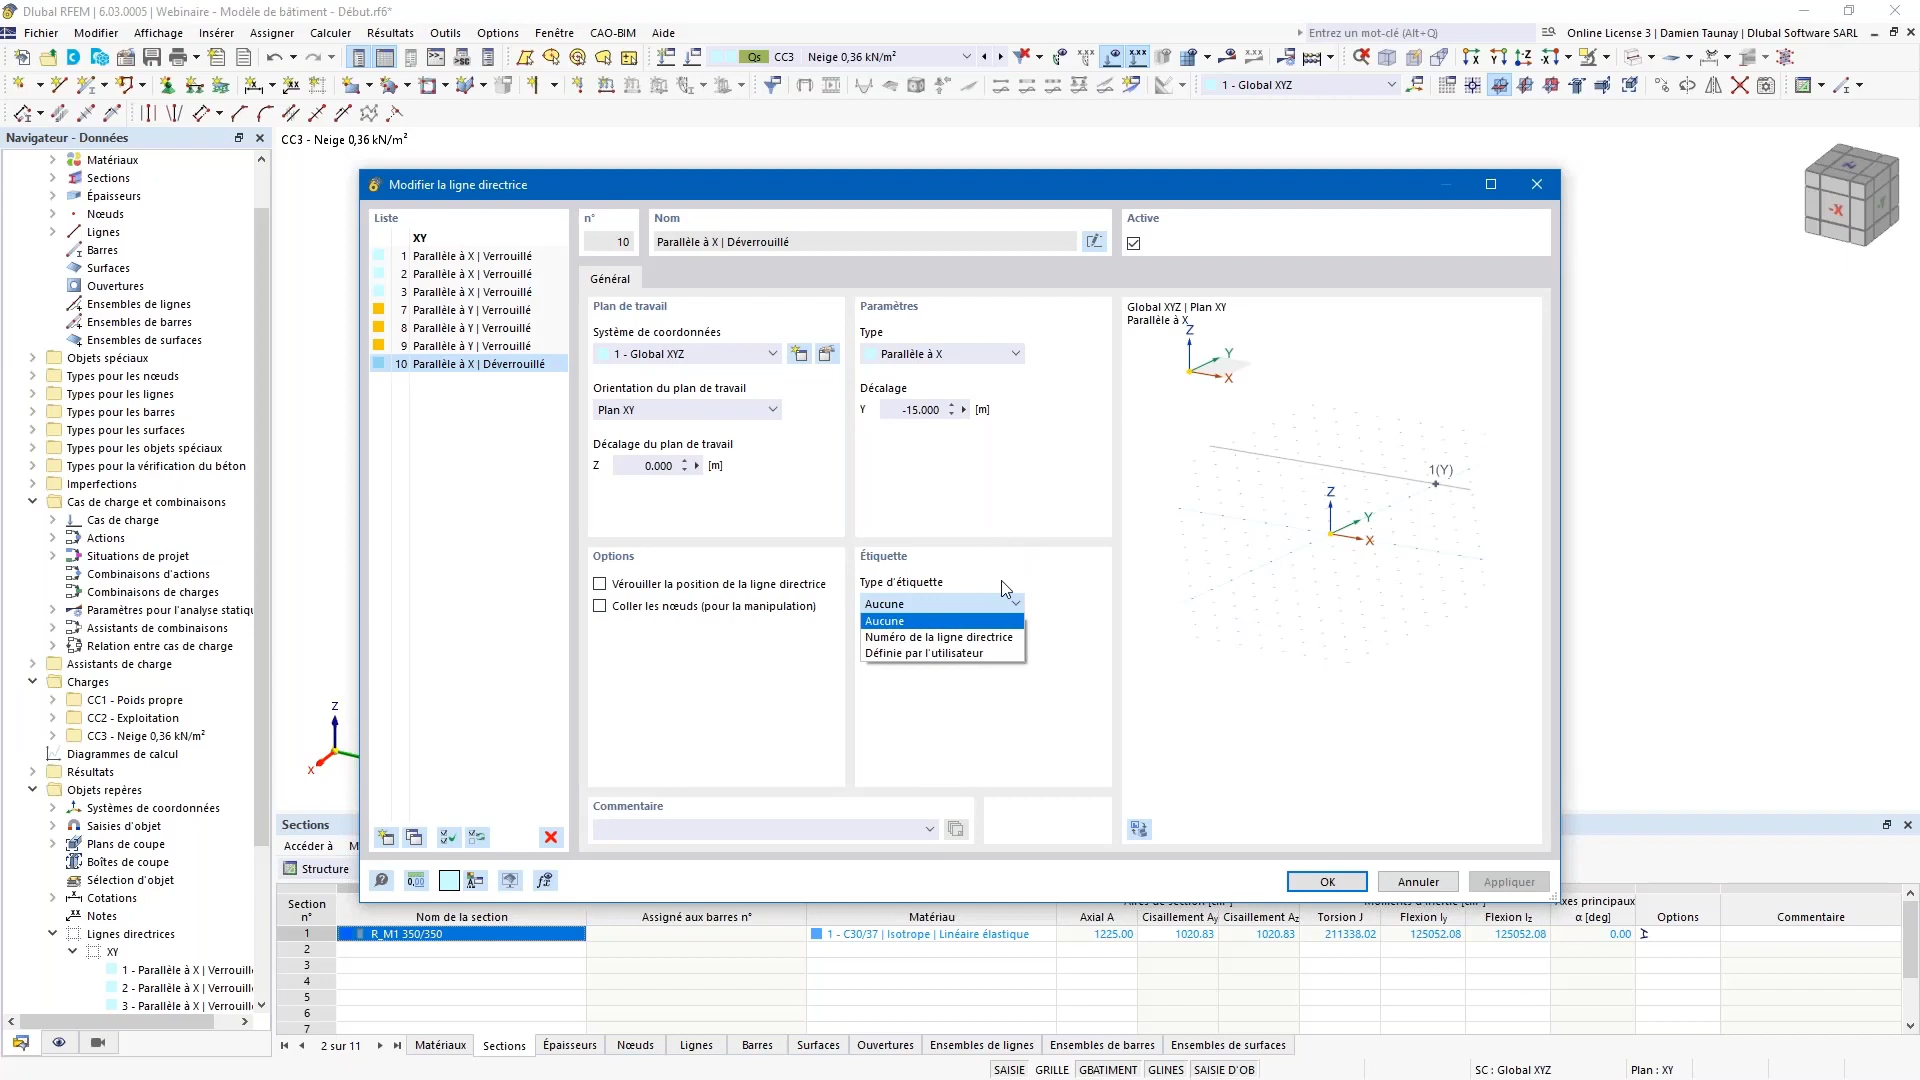 Dlubal RFEM | 6.03.0005 | Webinaire - Modèle de bâtiment - Début.rf6*
Fichier Modifier Affichage Insérer Assigner Calculer Résultats Outils Options Fenêtre CAO-BIM Aide
Entrez un mot-clé (Alt+Q)
Online License 3 | Damien Taunay | Dlubal Software SARL
Qs CC3 Neige 0,36 kN/m²
1 - Global XYZ
Navigateur - Données
CC3 - Neige 0,36 kN/m²
Matériaux
Sections
Épaisseurs
Nœuds
Lignes
Barres
Surfaces
Ouvertures
Ensembles de lignes
Ensembles de barres
Ensembles de surfaces
Objets spéciaux
Types pour les nœuds
Types pour les lignes
Types pour les barres
Types pour les surfaces
Types pour les objets spéciaux
Types pour la vérification du béton
Imperfections
Cas de charge et combinaisons
Cas de charge
Actions
Situations de projet
Combinaisons d'actions
Combinaisons de charges
Paramètres pour l'analyse statiqu
Assistants de combinaisons
Relation entre cas de charge
Assistants de charge
Charges
CC1 - Poids propre
CC2 - Exploitation
CC3 - Neige 0,36 kN/m²
Diagrammes de calcul
Résultats
Objets repères
Systèmes de coordonnées
Saisies d'objet
Plans de coupe
Boîtes de coupe
Sélection d'objet
Cotations
Notes
Lignes directrices
XY
1 - Parallèle à X | Verrouillé
2 - Parallèle à X | Verrouillé
3 - Parallèle à X | Verrouillé
Z
X
Modifier la ligne directrice
Liste
XY
1 Parallèle à X | Verrouillé
2 Parallèle à X | Verrouillé
3 Parallèle à X | Verrouillé
7 Parallèle à Y | Verrouillé
8 Parallèle à Y | Verrouillé
9 Parallèle à Y | Verrouillé
10 Parallèle à X | Déverrouillé
n°
10
Nom
Parallèle à X | Déverrouillé
Active
Général
Plan de travail
Système de coordonnées
1 - Global XYZ
Orientation du plan de travail
Plan XY
Décalage du plan de travail
Z 0.000 [m]
Paramètres
Type
Parallèle à X
Décalage
Y -15.000 [m]
Options
Vérouiller la position de la ligne directrice
Coller les nœuds (pour la manipulation)
Étiquette
Type d'étiquette
Aucune
Aucune
Numéro de la ligne directrice
Définie par l'utilisateur
Commentaire
Global XYZ | Plan XY
Parallèle à X
Z
Y
X
1(Y)
Z
Y
X
-X
-Y
OK Annuler Appliquer
Sections
Accéder à M
Structure
Section
n°
Nom de la section
Assigné aux barres n°
Matériau
Axial A
Cisaillement Ay
Cisaillement Az
Torsion J
Flexion Iy
Flexion Iz
α [deg]
Options
Commentaire
1 R_M1 350/350 1 - C30/37 | Isotrope | Linéaire élastique 1225.00 1020.83 1020.83 211338.02 125052.08 125052.08 0.00
2
3
4
5
6
7
2 sur 11
Matériaux Sections Épaisseurs Nœuds Lignes Barres Surfaces Ouvertures Ensembles de lignes Ensembles de barres Ensembles de surfaces
SAISIE GRILLE GBATIMENT GLINES SAISIE D'OB
SC : Global XYZ
Plan : XY